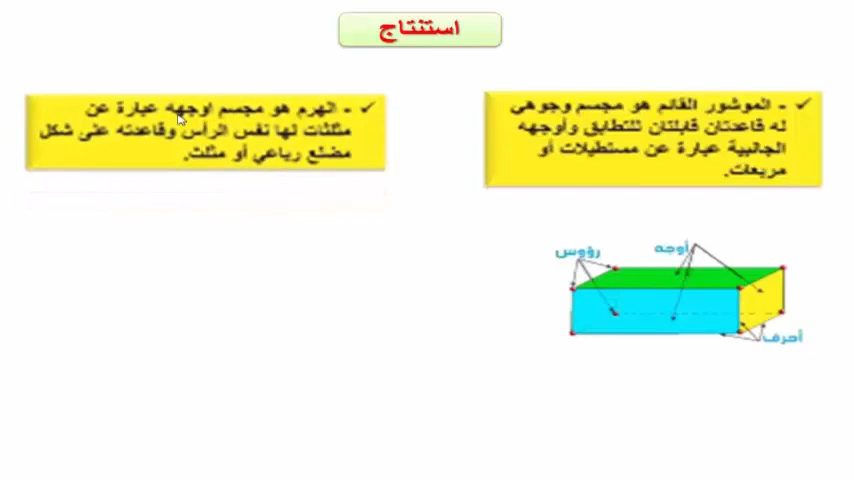 استنتاج
- الموشور القائم هو مجسم وجوهي
له قاعدتان قابلتان للتطابق وأوجهه
الجانبية عبارة عن مستطيلات أو
مربعات.
- الهرم هو مجسم اوجهه عبارة عن
مثلثات لها نفس الرأس وقاعدته على شكل
مضلع رباعي أو مثلث.
رؤوس
أوجه
أحرف